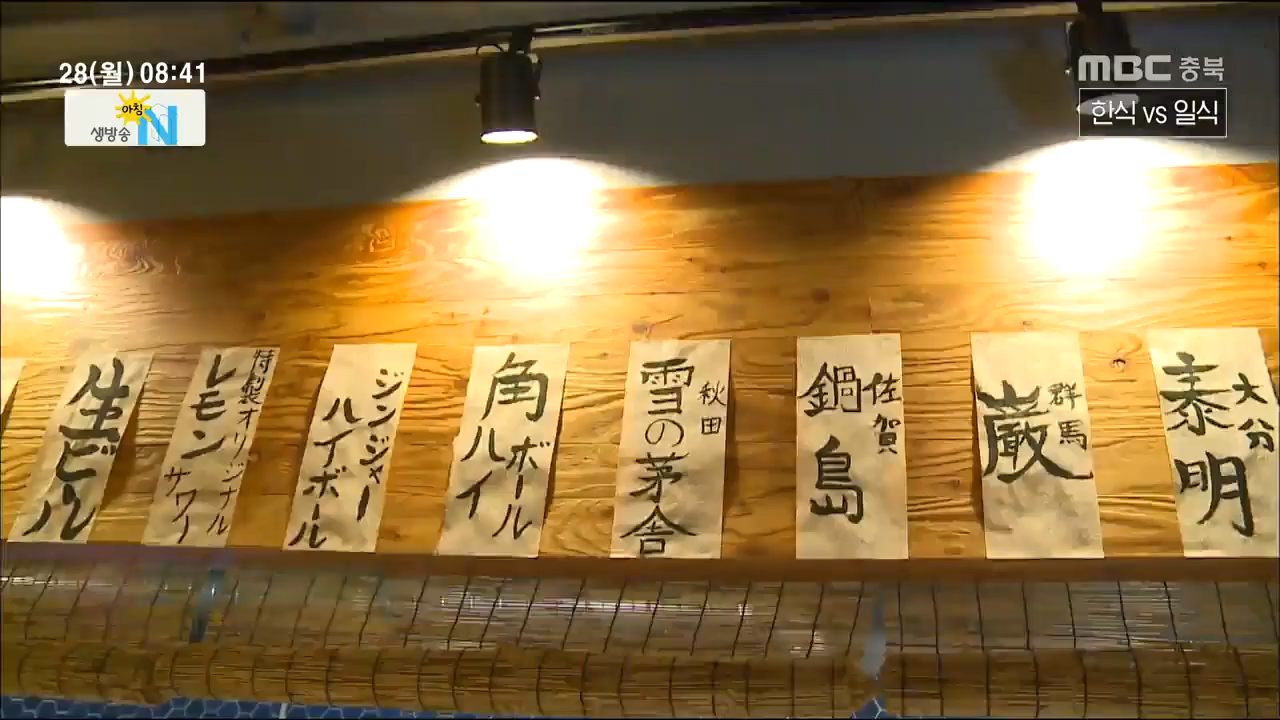 28(월) 08:41
아침
생방송 N
MBC 충북
한식 vs 일식
生ビール
特製オリジナル
レモンサワー
ジンジャー
ハイボール
角ハイ
ボール
秋田
雪の茅舎
佐賀
鍋島
群馬
巌
大分
泰明